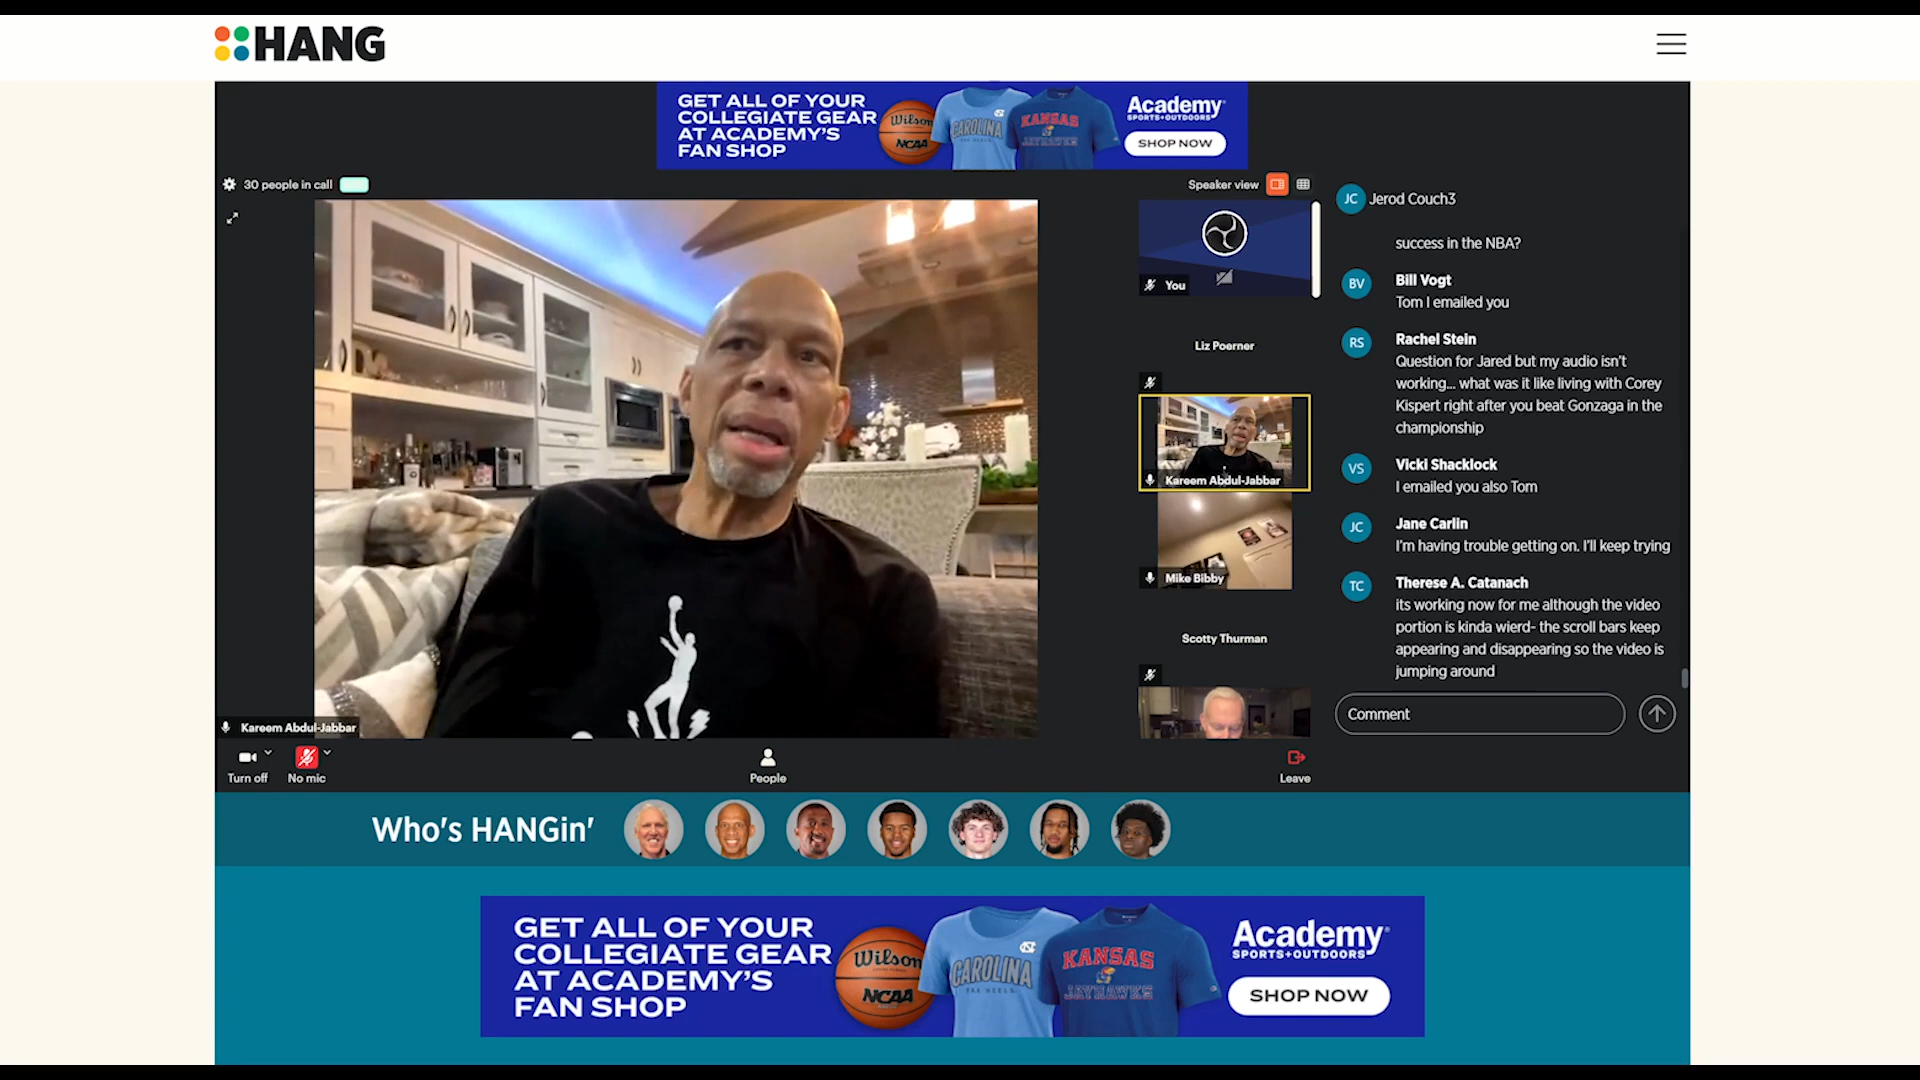 HANG
GET ALL OF YOUR
COLLEGIATE GEAR
AT ACADEMY'S
FAN SHOP
Wilson
NCAA
CAROLINA
TAR HEELS
KANSAS
JAYHAWKS
Academy
SPORTS+OUTDOORS
SHOP NOW
30 people in call
Speaker view
You
Liz Poerner
Kareem Abdul-Jabbar
Mike Bibby
Scotty Thurman
JC Jerod Couch3
success in the NBA?
BV Bill Vogt
Tom I emailed you
RS Rachel Stein
Question for Jared but my audio isn't
working... what was it like living with Corey
Kispert right after you beat Gonzaga in the
championship
VS Vicki Shacklock
I emailed you also Tom
JC Jane Carlin
I'm having trouble getting on. I'll keep trying
TC Therese A. Catanach
its working now for me although the video
portion is kinda wierd- the scroll bars keep
appearing and disappearing so the video is
jumping around
Comment
Kareem Abdul-Jabbar
Turn off
No mic
People
Leave
Who's HANGin'
GET ALL OF YOUR
COLLEGIATE GEAR
AT ACADEMY'S
FAN SHOP
Wilson
NCAA
CAROLINA
TAR HEELS
KANSAS
JAYHAWKS
Academy
SPORTS+OUTDOORS
SHOP NOW